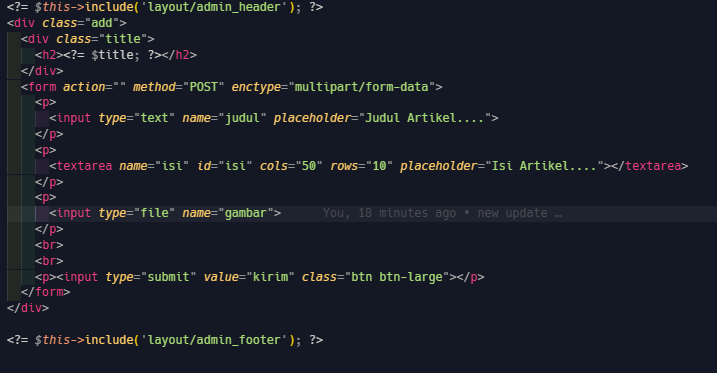 <?= $this->include('layout/admin_header'); ?>
<div class="add">
<div class="title">
<h2><?= $title; ?></h2>
</div>
<form action="" method="POST" enctype="multipart/form-data">
<p>
<input type="text" name="judul" placeholder="Judul Artikel....">
</p>
<p>
<textarea name="isi" id="isi" cols="50" rows="10" placeholder="Isi Artikel...."></textarea>
</p>
<p>
<input type="file" name="gambar"> You, 18 minutes ago • new update …
</p>
<br>
<br>
<p><input type="submit" value="kirim" class="btn btn-large"></p>
</form>
</div>
<?= $this->include('layout/admin_footer'); ?>